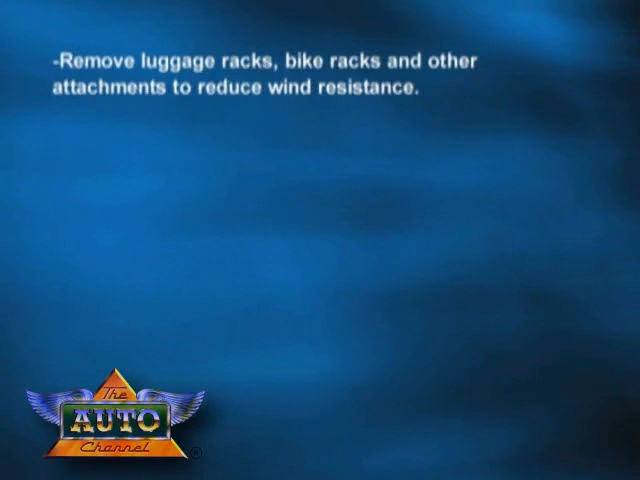 -Remove luggage racks, bike racks and other
attachments to reduce wind resistance.
The
AUTO
Channel
®